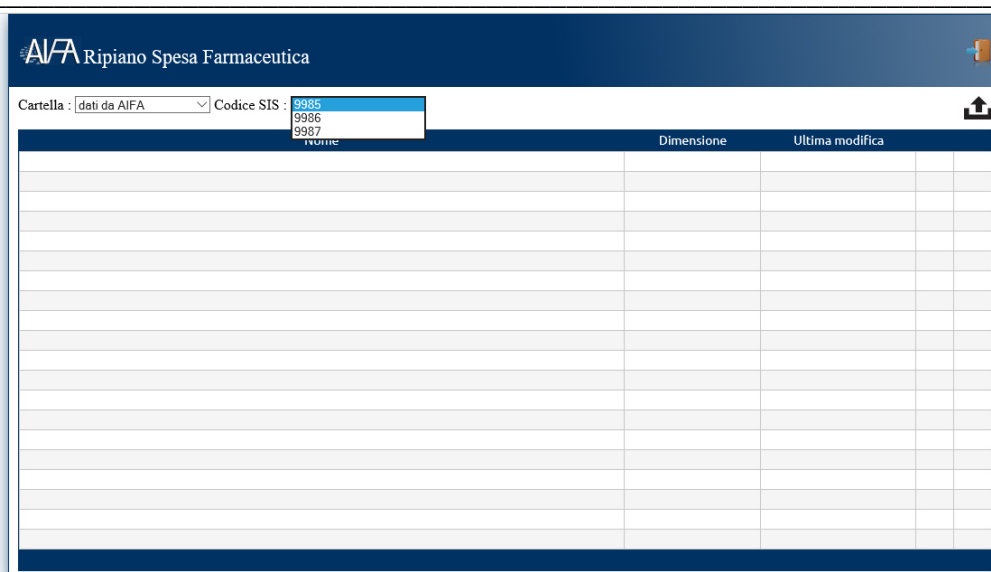 AIFA Ripiano Spesa Farmaceutica
Cartella : dati da AIFA Codice SIS : 9985
9986
9987
Nome Dimensione Ultima modifica